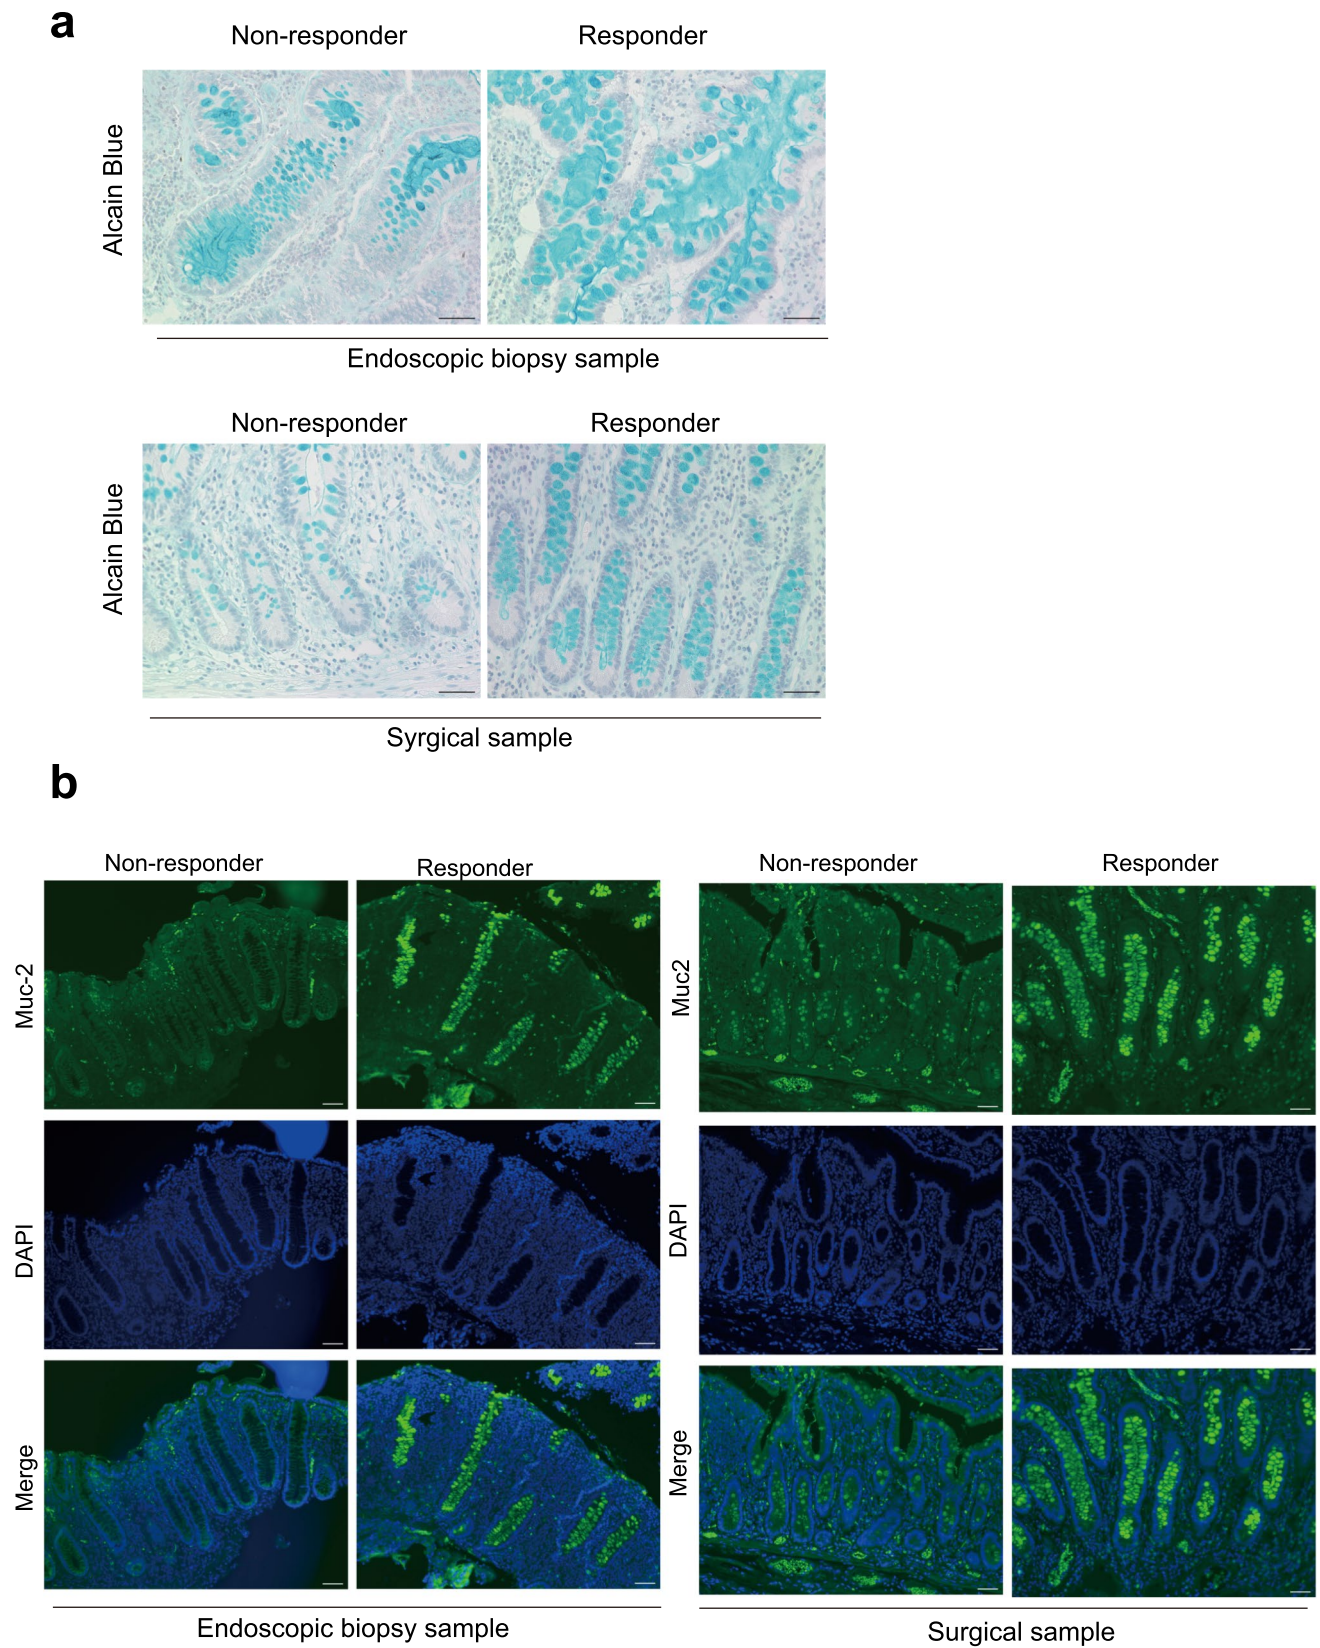 a
Non-responder Responder
Alcain Blue
Endoscopic biopsy sample
Non-responder Responder
Alcain Blue
Syrgical sample
b
Non-responder Responder Non-responder Responder
Muc-2 Muc2
DAPI DAPI
Merge Merge
Endoscopic biopsy sample Surgical sample